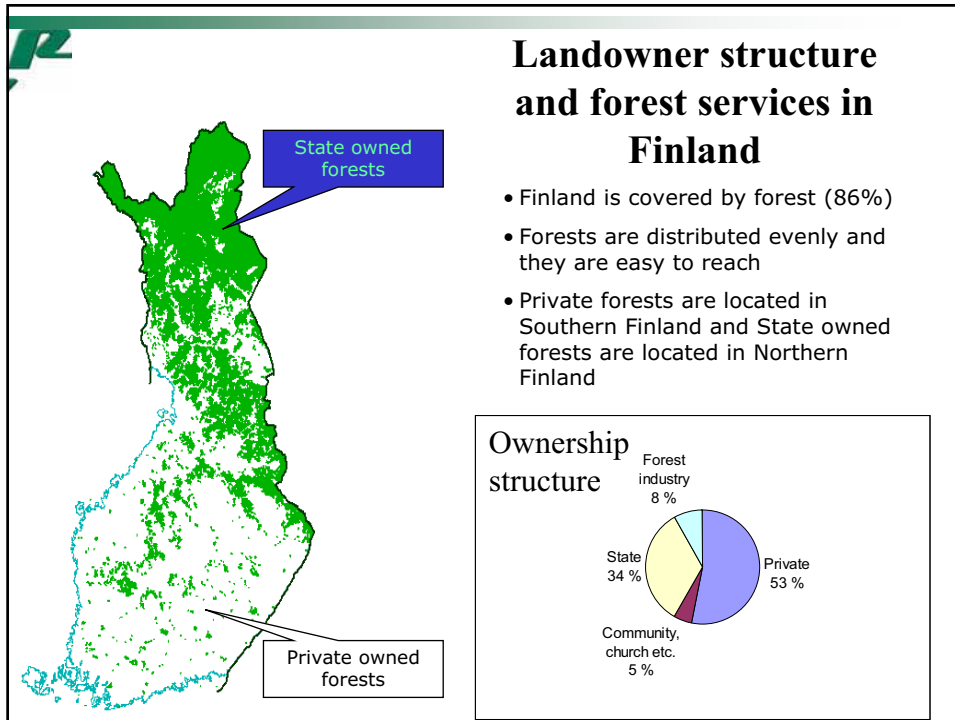 Landowner structure
and forest services in
Finland
State owned
forests
• Finland is covered by forest (86%)
• Forests are distributed evenly and
they are easy to reach
• Private forests are located in
Southern Finland and State owned
forests are located in Northern
Finland
Private owned
forests
Ownership
structure
Forest
industry
8 %
State
34 %
Private
53 %
Community,
church etc.
5 %